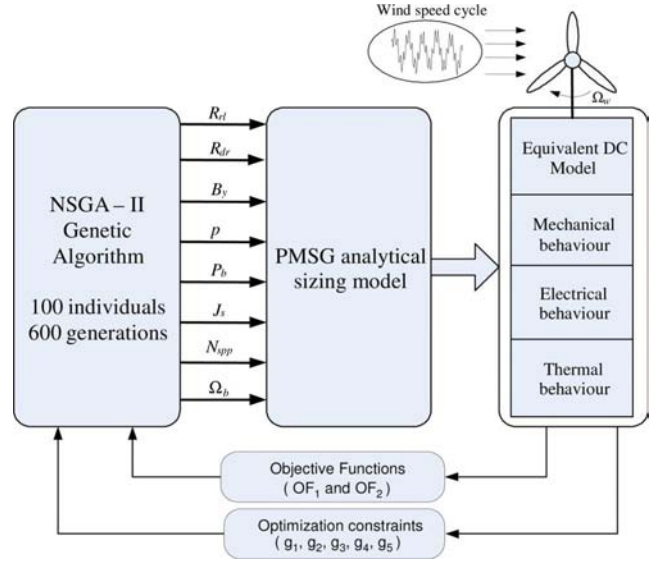 Wind speed cycle
Ωw
NSGA – II
Genetic
Algorithm
100 individuals
600 generations
Rrl
Rdr
By
p
Pb
Js
Nspp
Ωb
PMSG analytical
sizing model
Equivalent DC
Model
Mechanical
behaviour
Electrical
behaviour
Thermal
behaviour
Objective Functions
( OF1 and OF2 )
Optimization constraints
( g1, g2, g3, g4, g5 )